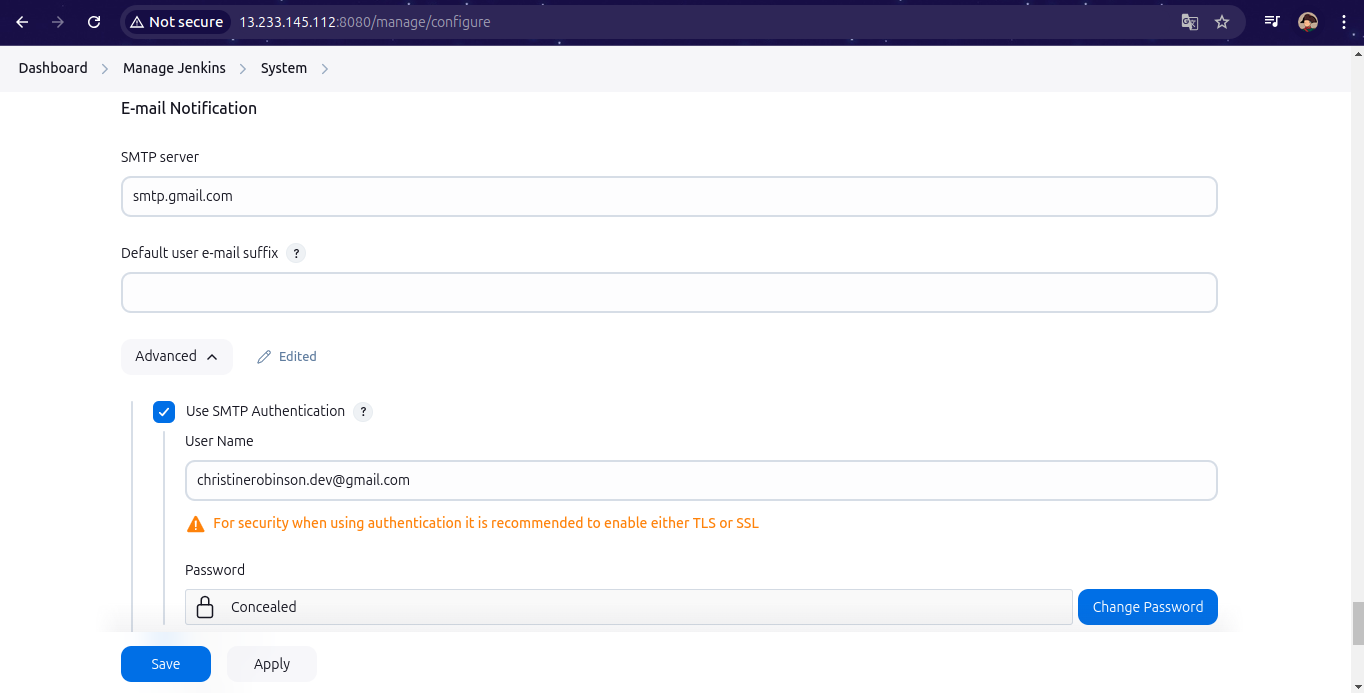 Not secure 13.233.145.112:8080/manage/configure
Dashboard Manage Jenkins System
E-mail Notification
SMTP server
smtp.gmail.com
Default user e-mail suffix ?
Advanced Edited
Use SMTP Authentication ?
User Name
christinerobinson.dev@gmail.com
For security when using authentication it is recommended to enable either TLS or SSL
Password
Concealed Change Password
Save Apply